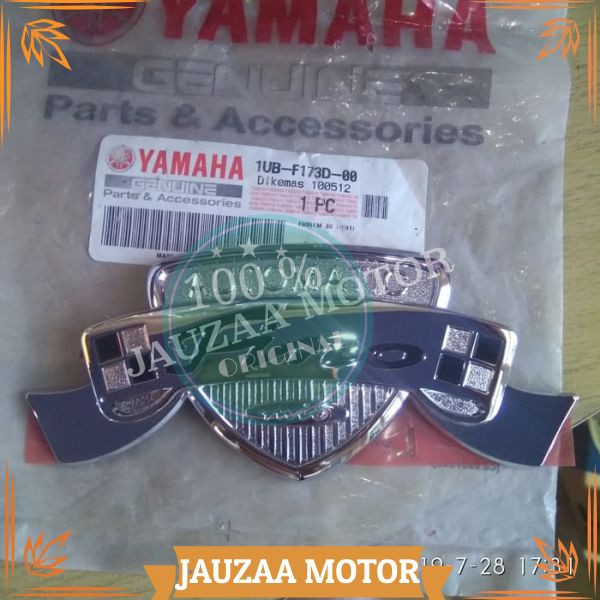 YAMAHA
GENUINE
Parts & Accessories
YAMAHA
GENUINE
Parts & Accessories
1UB-F173D-00
Dikemas 100512
1 PC
100%
JAUZAA MOTOR
ORIGINAL
mio
7-28 17:31
JAUZAA MOTOR